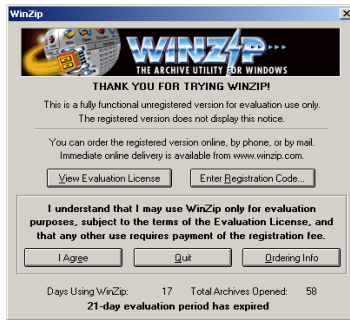 WinZip
WINZIP
THE ARCHIVE UTILITY FOR WINDOWS
THANK YOU FOR TRYING WINZIP!
This is a fully functional unregistered version for evaluation use only.
The registered version does not display this notice.
You can order the registered version online, by phone, or by mail.
Immediate online delivery is available from www.winzip.com.
View Evaluation License
Enter Registration Code...
I understand that I may use WinZip only for evaluation
purposes, subject to the terms of the Evaluation License, and
that any other use requires payment of the registration fee.
I Agree
Quit
Ordering Info
Days Using WinZip: 17 Total Archives Opened: 58
21-day evaluation period has expired